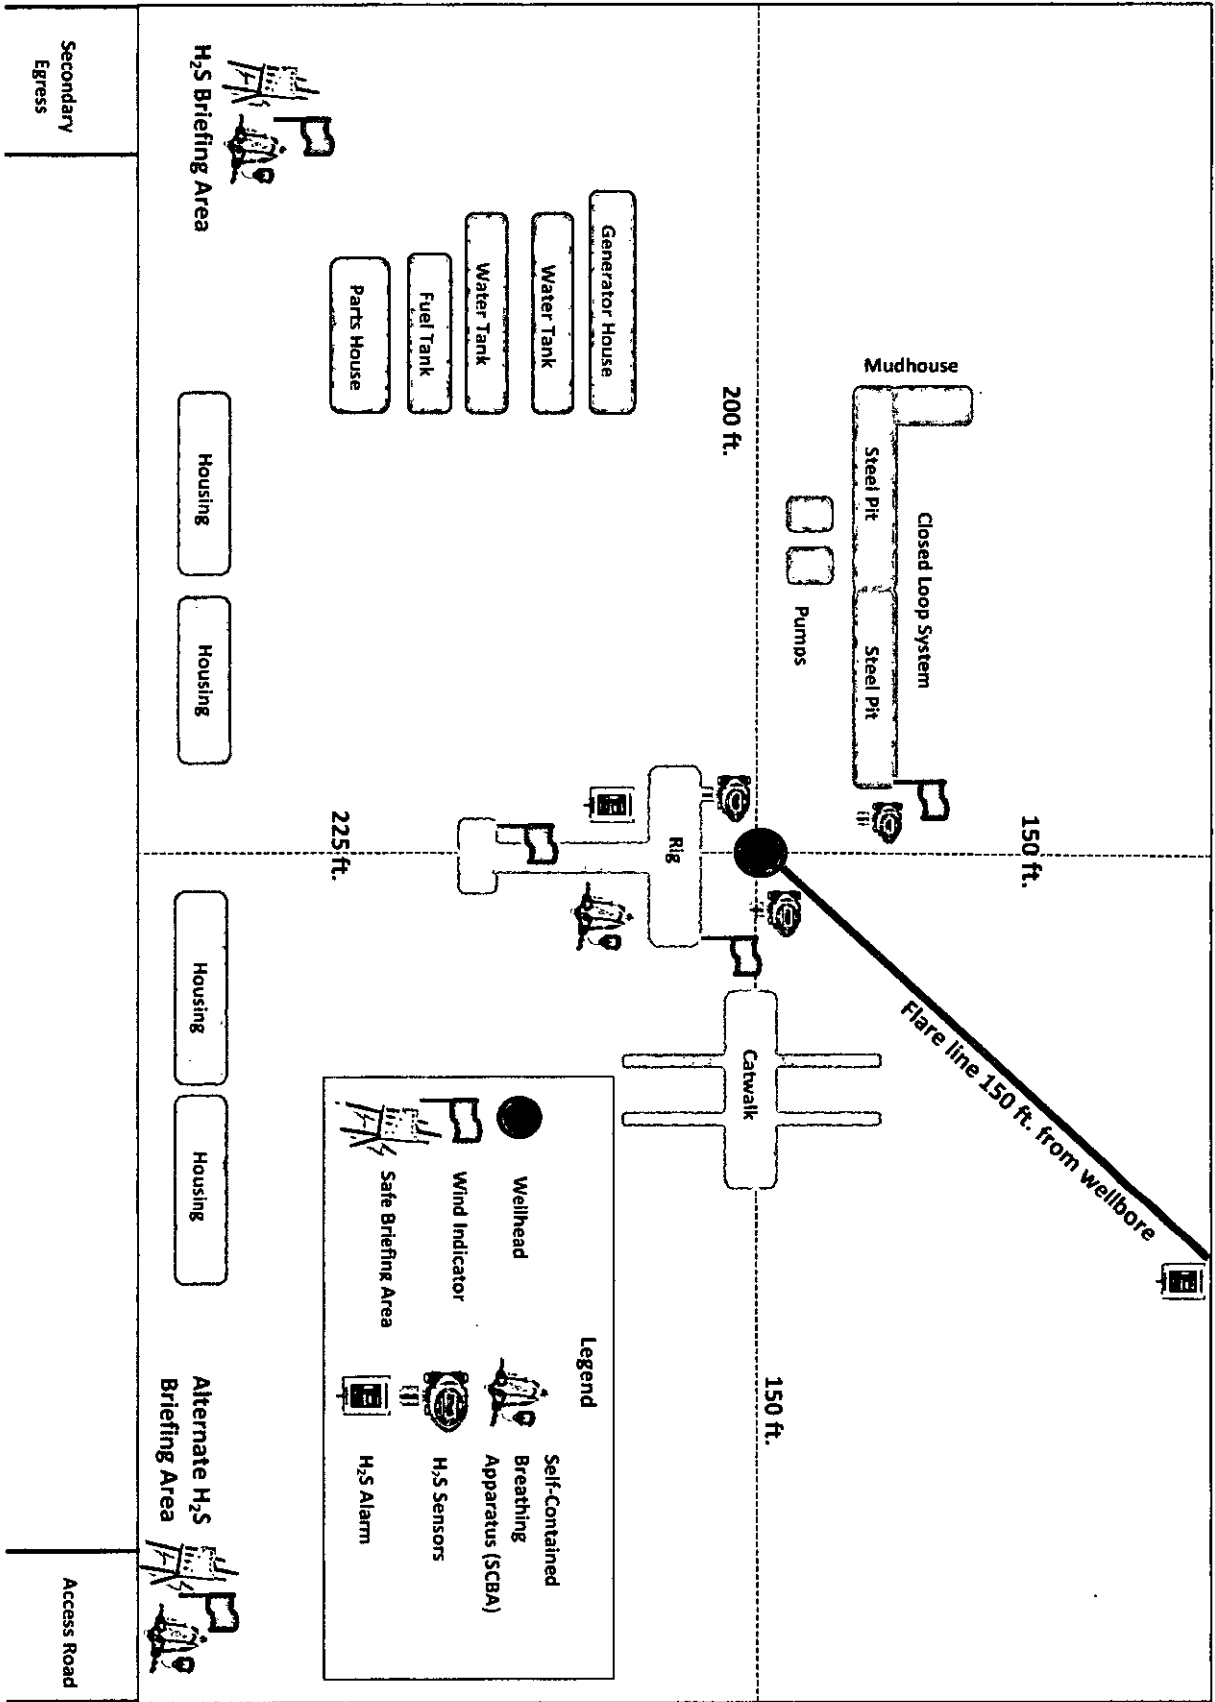 150 ft.
Flare line 150 ft. from wellbore
Mudhouse
Closed Loop System
Steel Pit
Steel Pit
Pumps
200 ft.
150 ft.
Catwalk
Rig
Generator House
Water Tank
Water Tank
Fuel Tank
Parts House
225 ft.
Legend
Wellhead
Wind Indicator
Safe Briefing Area
Self-Contained
Breathing
Apparatus (SCBA)
H₂S Sensors
H₂S Alarm
H₂S Briefing Area
Housing
Housing
Housing
Housing
Alternate H₂S
Briefing Area
Secondary
Egress
Access Road